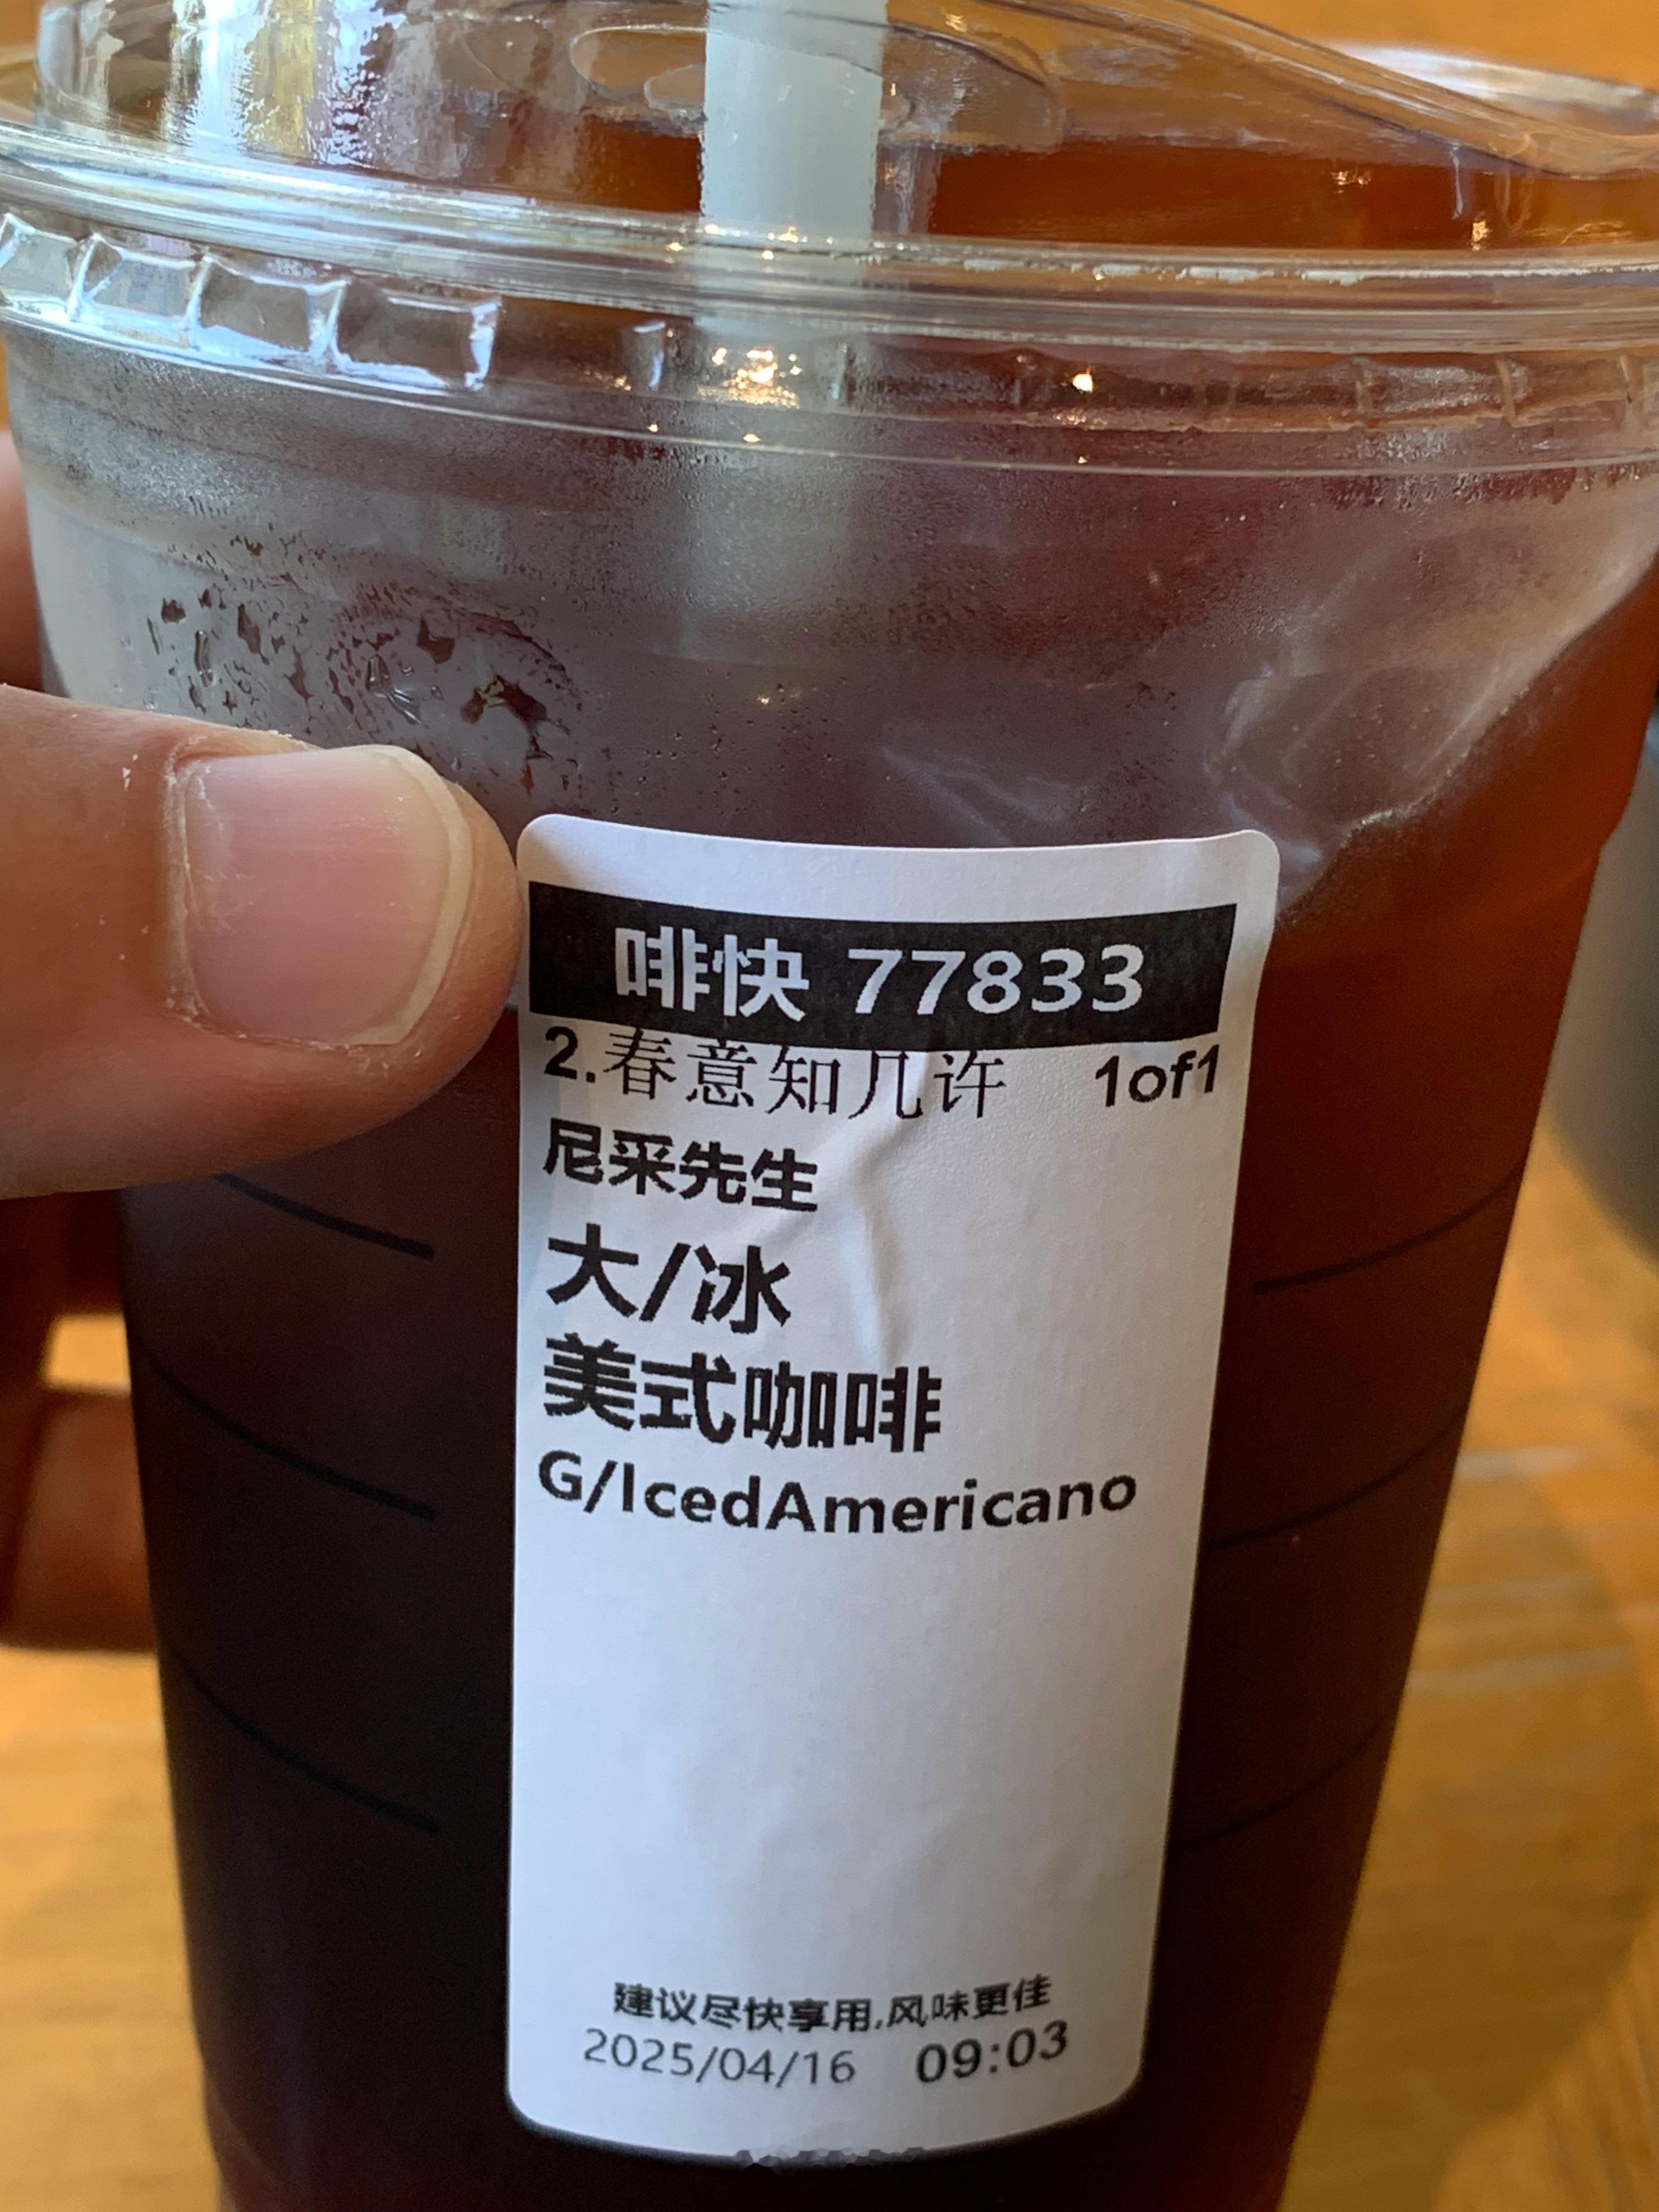 啡快 77833
2.春意知几许 1of1
尼采先生
大/冰
美式咖啡
G/IcedAmericano
建议尽快享用,风味更佳
2025/04/16 09:03